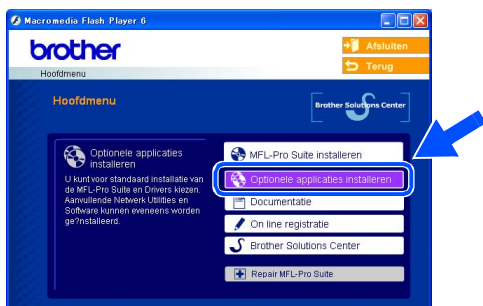 Macromedia Flash Player 6
brother
Afsluiten
Terug
Hoofdmenu
Hoofdmenu
Brother Solutions Center
Optionele applicaties
installeren
U kunt voor standaard installatie van
de MFL-Pro Suite en Drivers kiezen.
Aanvullende Netwerk Utilities en
Software kunnen eveneens worden
ge?nstalleerd.
MFL-Pro Suite installeren
Optionele applicaties installeren
Documentatie
On line registratie
Brother Solutions Center
Repair MFL-Pro Suite